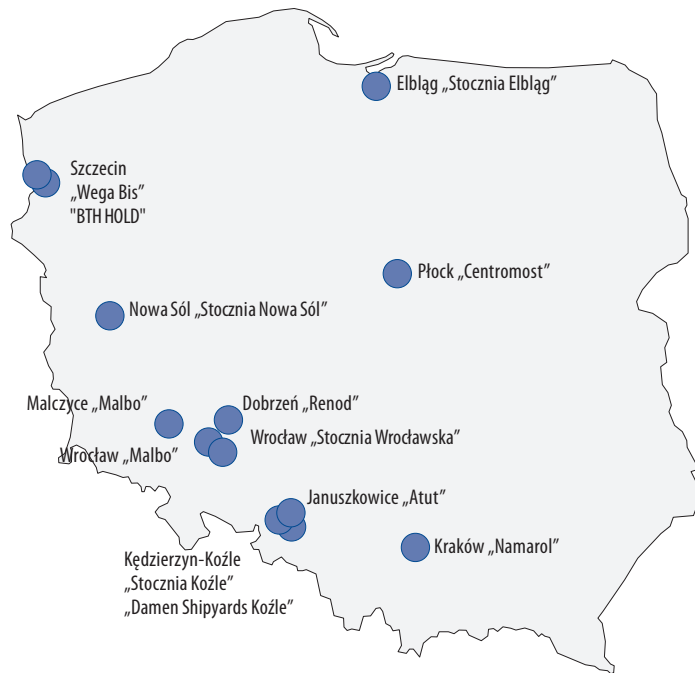 Elbląg „Stocznia Elbląg”
Szczecin
„Wega Bis”
"BTH HOLD"
Płock „Centromost”
Nowa Sól „Stocznia Nowa Sól”
Malczyce „Malbo”
Dobrzeń „Renod”
Wrocław „Stocznia Wrocławska”
Wrocław „Malbo”
Januszkowice „Atut”
Kraków „Namarol”
Kędzierzyn-Koźle
„Stocznia Koźle”
„Damen Shipyards Koźle”